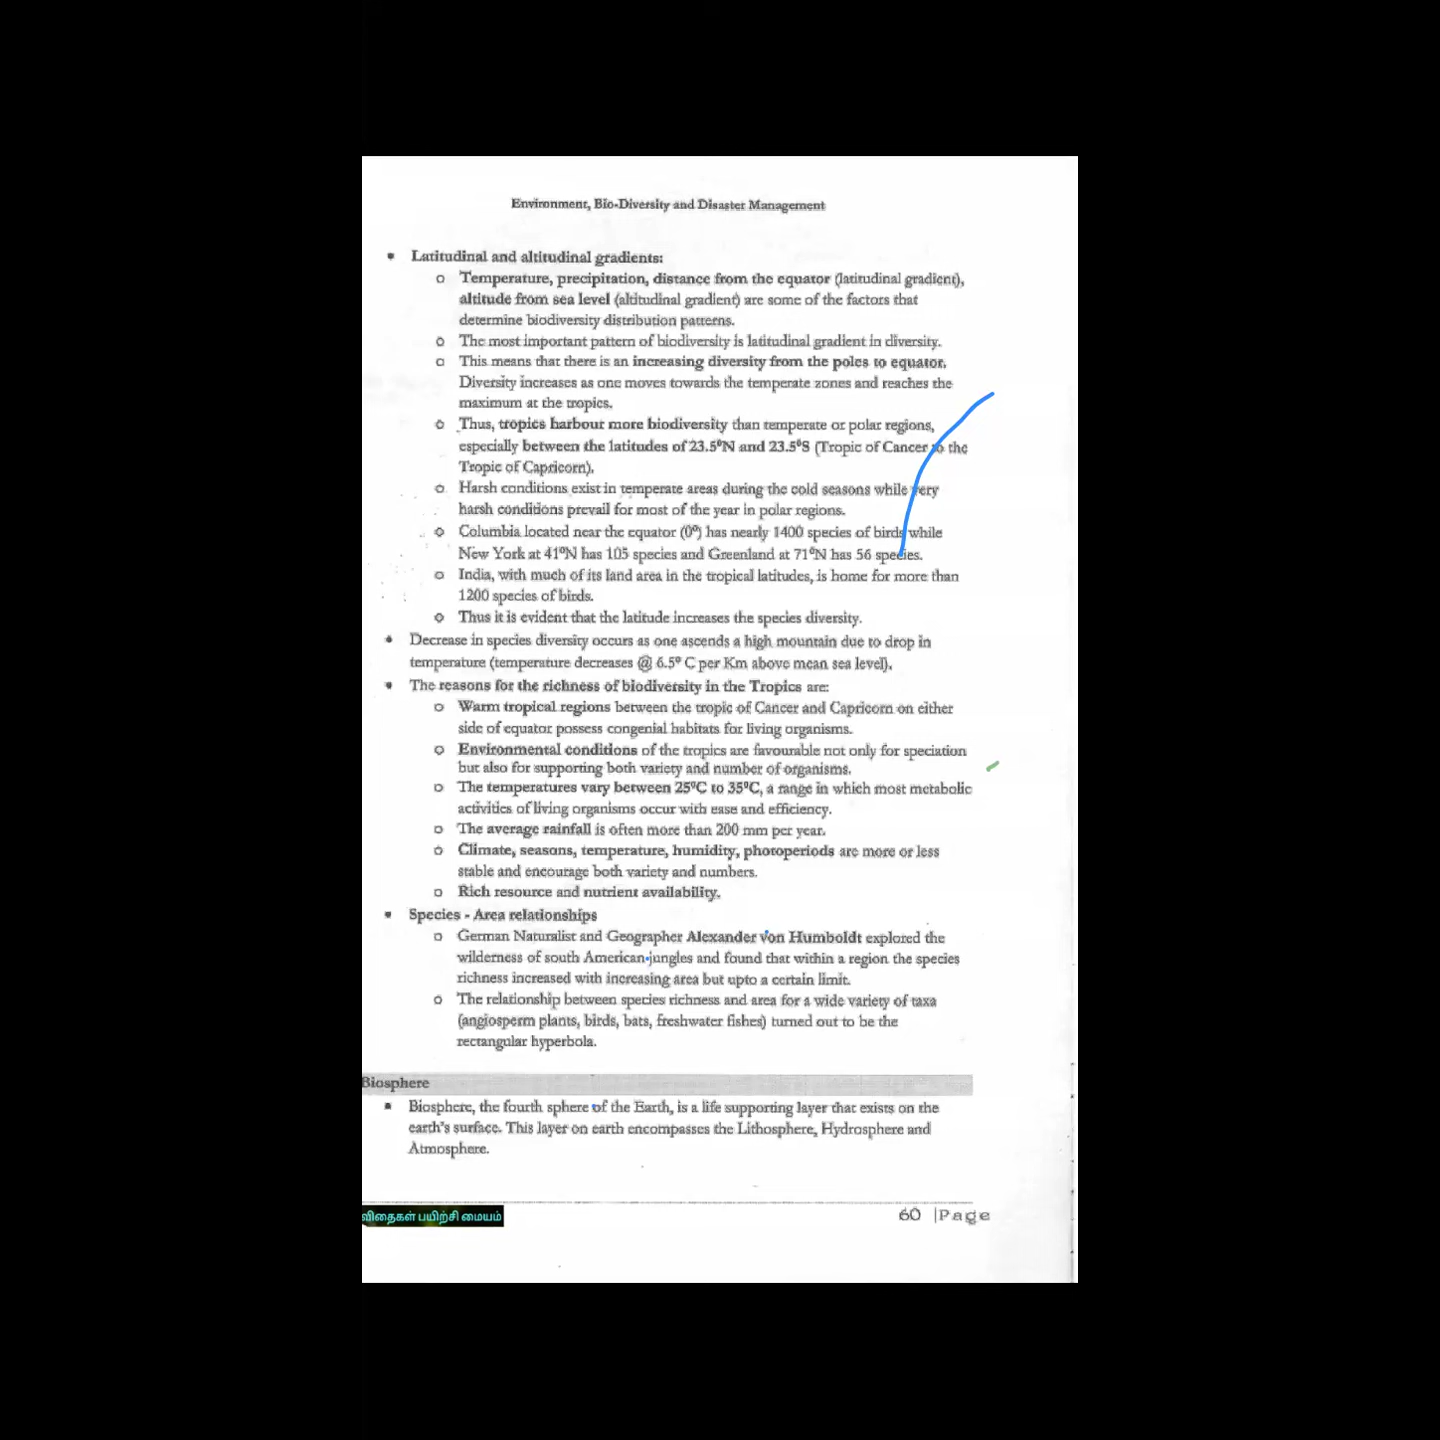 Environment, Bio-Diversity and Disaster Management
▪ Latitudinal and altitudinal gradients:
o Temperature, precipitation, distance from the equator (latitudinal gradient),
altitude from sea level (altitudinal gradient) are some of the factors that
determine biodiversity distribution patterns.
o The most important pattern of biodiversity is latitudinal gradient in diversity.
o This means that there is an increasing diversity from the poles to equator.
Diversity increases as one moves towards the temperate zones and reaches the
maximum at the tropics.
o Thus, tropics harbour more biodiversity than temperate or polar regions,
especially between the latitudes of 23.5⁰N and 23.5⁰S (Tropic of Cancer to the
Tropic of Capricorn).
o Harsh conditions exist in temperate areas during the cold seasons while very
harsh conditions prevail for most of the year in polar regions.
o Columbia located near the equator (0⁰) has nearly 1400 species of birds while
New York at 41⁰N has 105 species and Greenland at 71⁰N has 56 species.
o India, with much of its land area in the tropical latitudes, is home for more than
1200 species of birds.
o Thus it is evident that the latitude increases the species diversity.
▪ Decrease in species diversity occurs as one ascends a high mountain due to drop in
temperature (temperature decreases @ 6.5⁰ C per Km above mean sea level).
▪ The reasons for the richness of biodiversity in the Tropics are:
o Warm tropical regions between the tropic of Cancer and Capricorn on either
side of equator possess congenial habitats for living organisms.
o Environmental conditions of the tropics are favourable not only for speciation
but also for supporting both variety and number of organisms.
o The temperatures vary between 25⁰C to 35⁰C, a range in which most metabolic
activities of living organisms occur with ease and efficiency.
o The average rainfall is often more than 200 mm per year.
o Climate, seasons, temperature, humidity, photoperiods are more or less
stable and encourage both variety and numbers.
o Rich resource and nutrient availability.
▪ Species - Area relationships
o German Naturalist and Geographer Alexander von Humboldt explored the
wilderness of south American jungles and found that within a region the species
richness increased with increasing area but upto a certain limit.
o The relationship between species richness and area for a wide variety of taxa
(angiosperm plants, birds, bats, freshwater fishes) turned out to be the
rectangular hyperbola.
Biosphere
▪ Biosphere, the fourth sphere of the Earth, is a life supporting layer that exists on the
earth's surface. This layer on earth encompasses the Lithosphere, Hydrosphere and
Atmosphere.
விதைகள் பயிற்சி மையம்
60 |Page